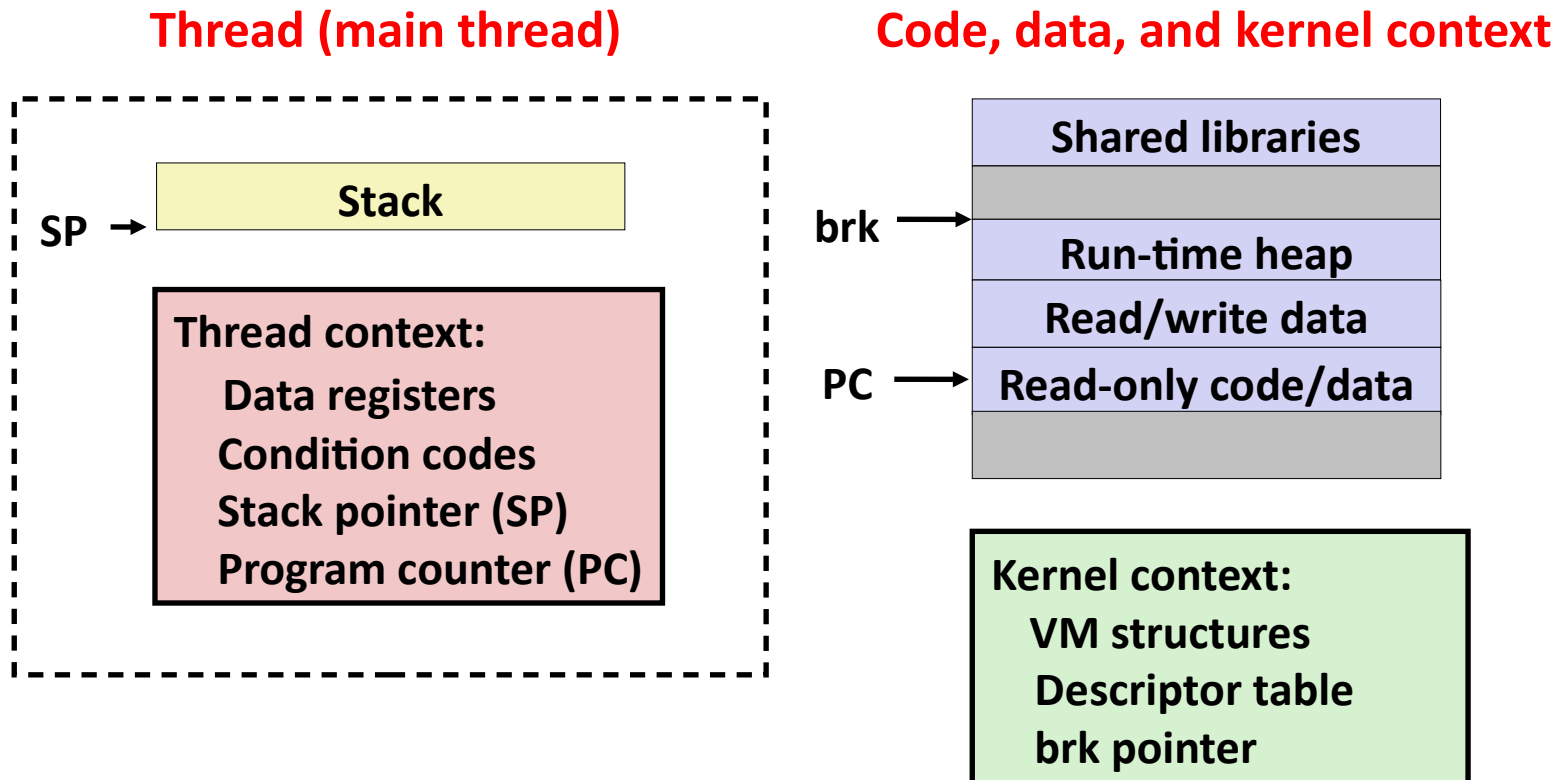 Thread (main thread)
Code, data, and kernel context
Stack
SP
Thread context:
Data registers
Condition codes
Stack pointer (SP)
Program counter (PC)
Shared libraries
brk
Run-time heap
Read/write data
PC
Read-only code/data
Kernel context:
VM structures
Descriptor table
brk pointer